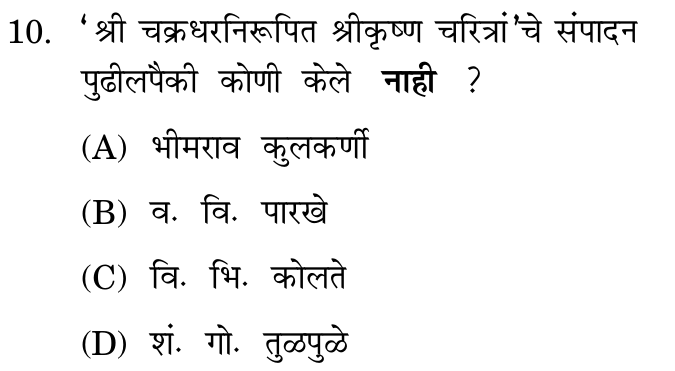 10. ‘ श्री चक्रधरनिरूपित श्रीकृष्ण चरित्रां’चे संपादन
पुढीलपैकी कोणी केले नाही ?
(A) भीमराव कुलकर्णी
(B) व. वि. पारखे
(C) वि. भि. कोलते
(D) शं. गो. तुळपुळे